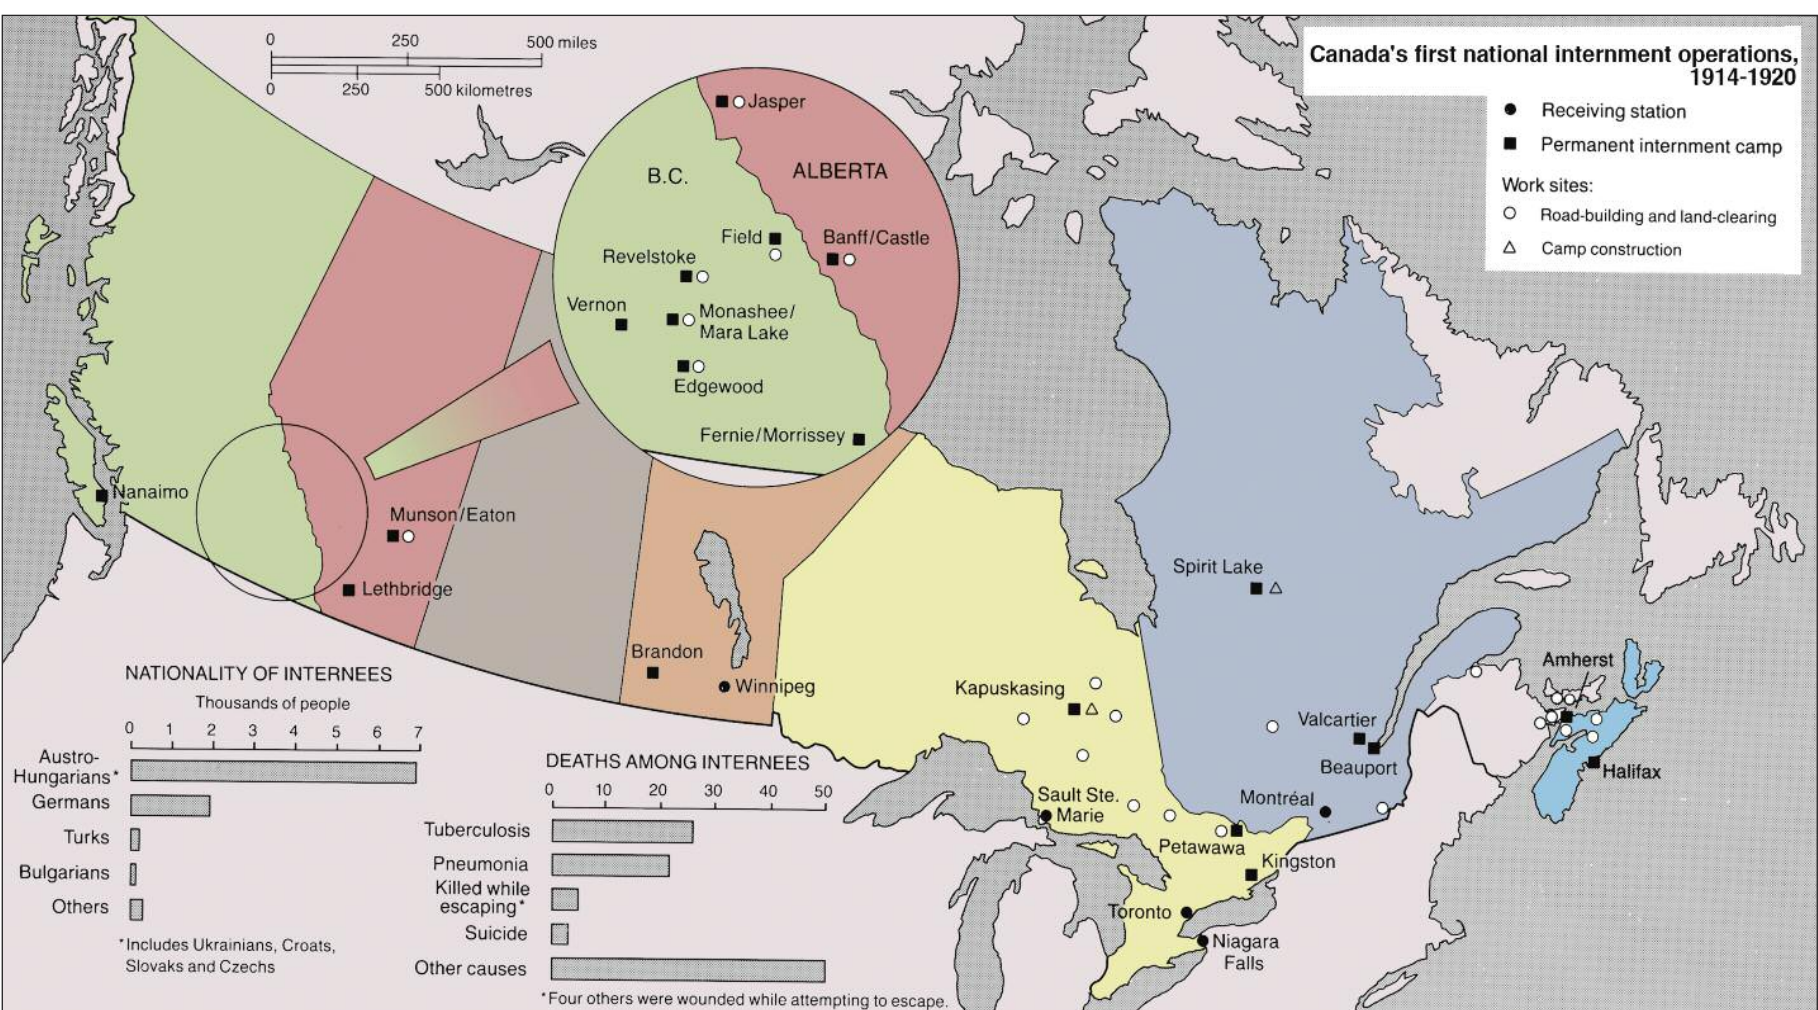 Canada's first national internment operations,
1914-1920
Receiving station
Permanent internment camp
Work sites:
Road-building and land-clearing
Camp construction
0 250 500 miles
0 250 500 kilometres
Jasper
B.C.
ALBERTA
Field
Banff/Castle
Revelstoke
Vernon
Monashee/
Mara Lake
Edgewood
Fernie/Morrissey
Nanaimo
Munson/Eaton
Lethbridge
Brandon
Winnipeg
Spirit Lake
Kapuskasing
Amherst
Valcartier
Beauport
Halifax
Montréal
Sault Ste.
Marie
Petawawa
Kingston
Toronto
Niagara
Falls
NATIONALITY OF INTERNEES
Thousands of people
0 1 2 3 4 5 6 7
Austro-
Hungarians*
Germans
Turks
Bulgarians
Others
*Includes Ukrainians, Croats,
Slovaks and Czechs
DEATHS AMONG INTERNEES
0 10 20 30 40 50
Tuberculosis
Pneumonia
Killed while
escaping*
Suicide
Other causes
*Four others were wounded while attempting to escape.